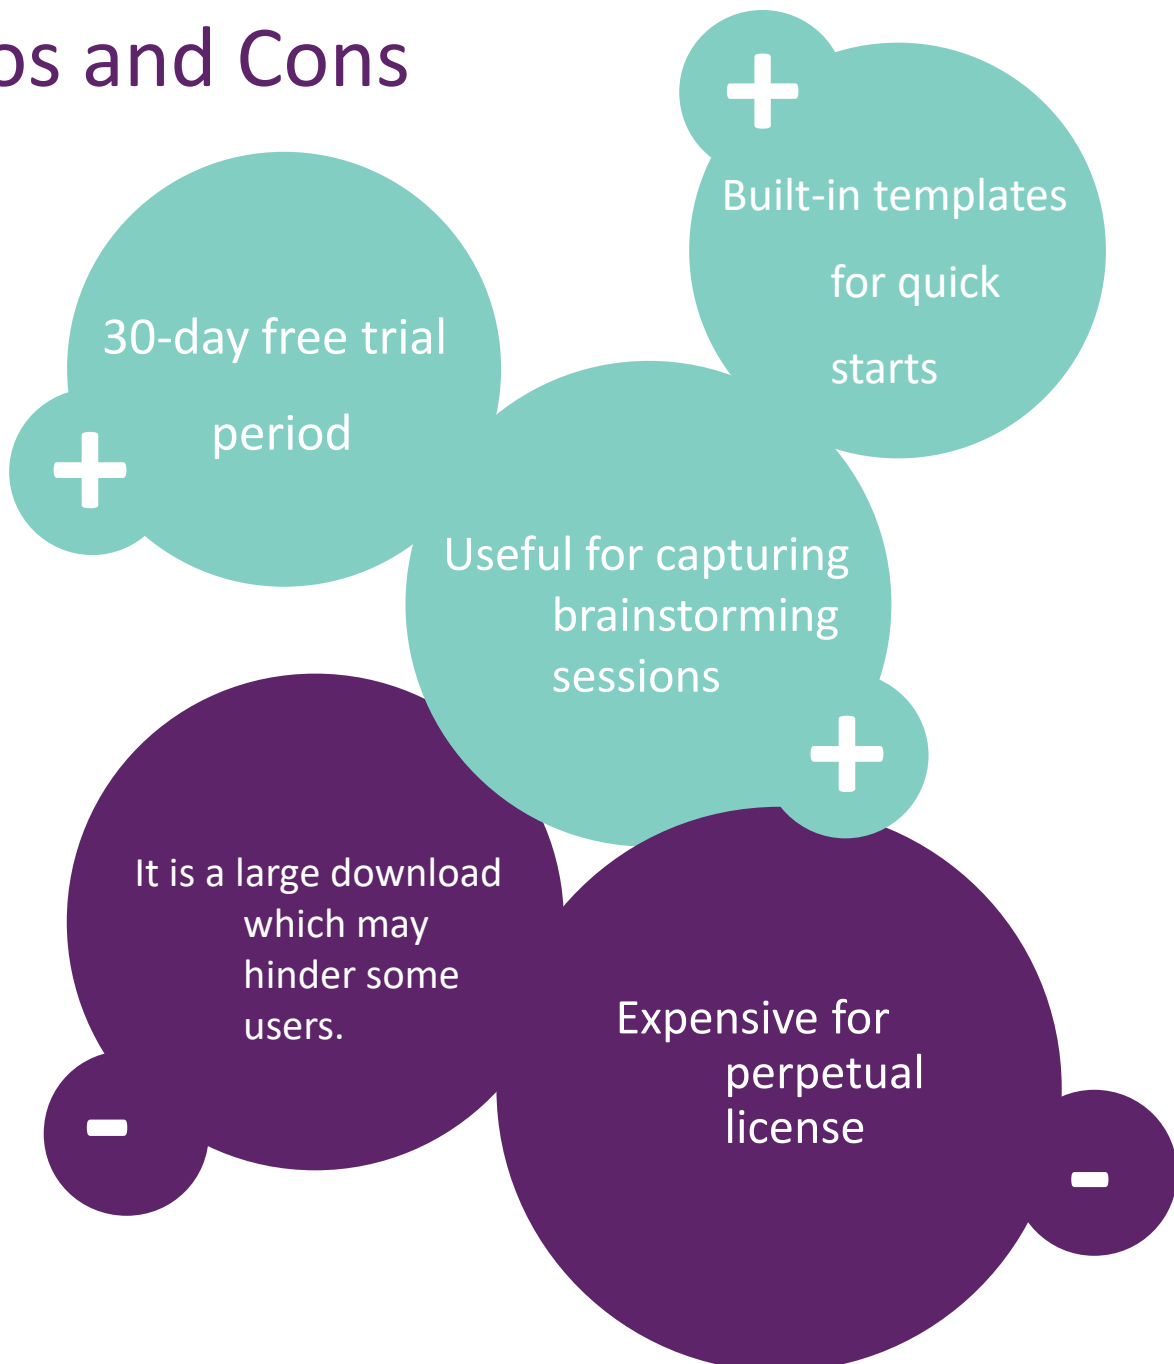 os and Cons
+
Built-in templates
for quick
starts
30-day free trial
period
+
Useful for capturing
brainstorming
sessions
+
It is a large download
which may
hinder some
users.
-
Expensive for
perpetual
license
-